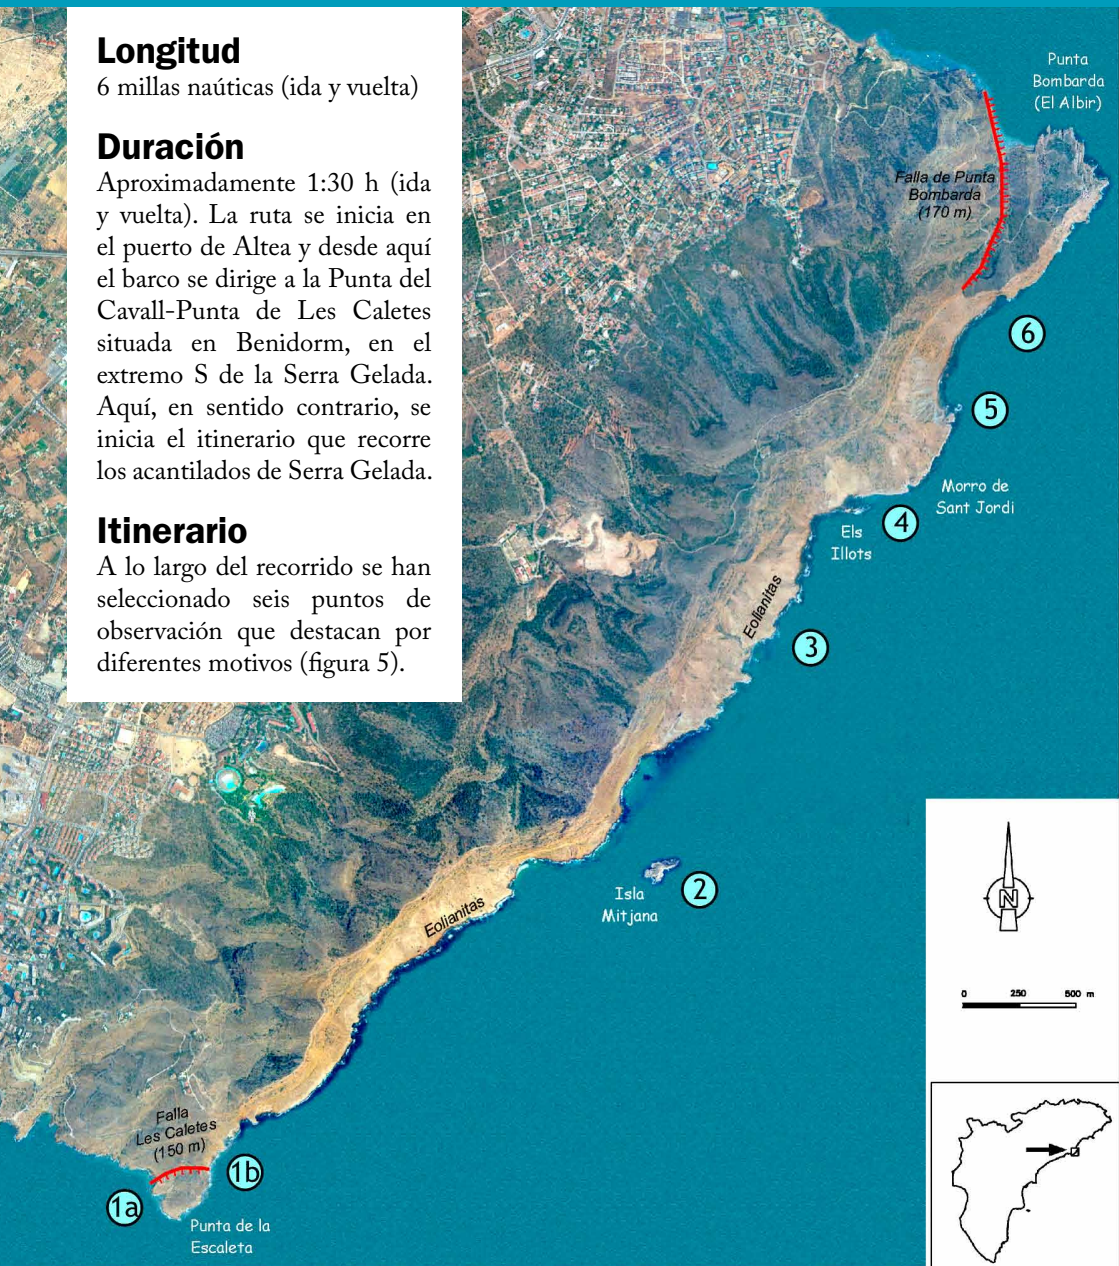 Longitud
6 millas naúticas (ida y vuelta)
Duración
Aproximadamente 1:30 h (ida
y vuelta). La ruta se inicia en
el puerto de Altea y desde aquí
el barco se dirige a la Punta del
Cavall-Punta de Les Caletes
situada en Benidorm, en el
extremo S de la Serra Gelada.
Aquí, en sentido contrario, se
inicia el itinerario que recorre
los acantilados de Serra Gelada.
Itinerario
A lo largo del recorrido se han
seleccionado seis puntos de
observación que destacan por
diferentes motivos (figura 5).
Punta
Bombarda
(El Albir)
Falla de Punta
Bombarda
(170 m)
6
5
Morro de
Sant Jordi
4
Els
Illots
Eolianitas
3
Isla
Mitjana
2
Eolianitas
Falla
Les Caletes
(150 m)
1b
1a
Punta de la
Escaleta
N
0 250 500 m